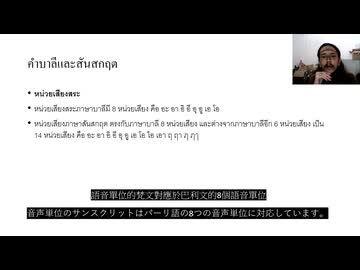 คำบาลีและสันสกฤต
• หน่วยเสียงสระ
• หน่วยเสียงสระภาษาบาลีมี 8 หน่วยเสียง คือ อะ อา อิ อี อุ อู เอ โอ
• หน่วยเสียงภาษาสันสกฤต ตรงกับภาษาบาลี 8 หน่วยเสียง และต่างจากภาษาบาลีอีก 6 หน่วยเสียง เป็น
14 หน่วยเสียง คือ อะ อา อิ อี อุ อู เอ โอ ไอ เอา ฤ ฤๅ ฦ ฦๅ
語音單位的梵文對應於巴利文的8個語音單位
音声単位のサンスクリットはパーリ語の8つの音声単位に対応しています。